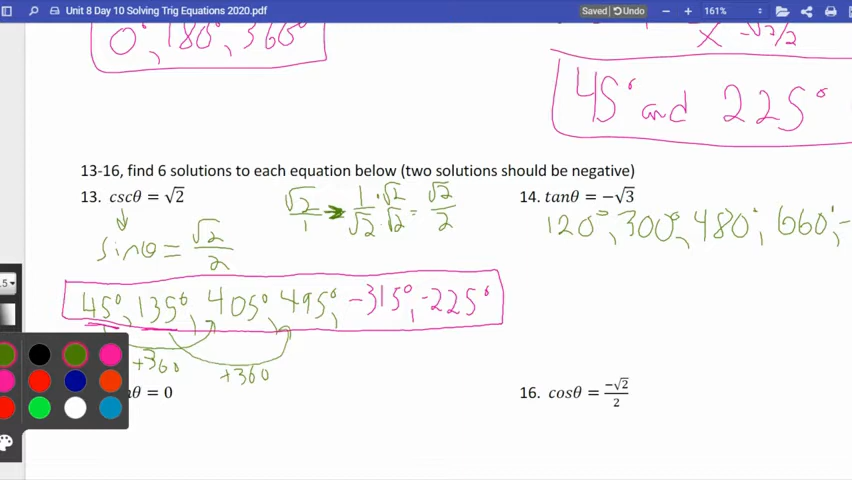 Unit 8 Day 10 Solving Trig Equations 2020.pdf
Saved Undo
161%
0°, 180°, 360°
-√2/2
45° and 225°
13-16, find 6 solutions to each equation below (two solutions should be negative)
13. cscθ = √2
√2/1 → 1/√2 · √2/√2 = √2/2
14. tanθ = −√3
120°, 300°, 480°, 660°, -
sinθ = √2/2
45°, 135°, 405°, 495°, -315°, -225°
+360
+360
nθ = 0
16. cosθ = −√2/2
.5